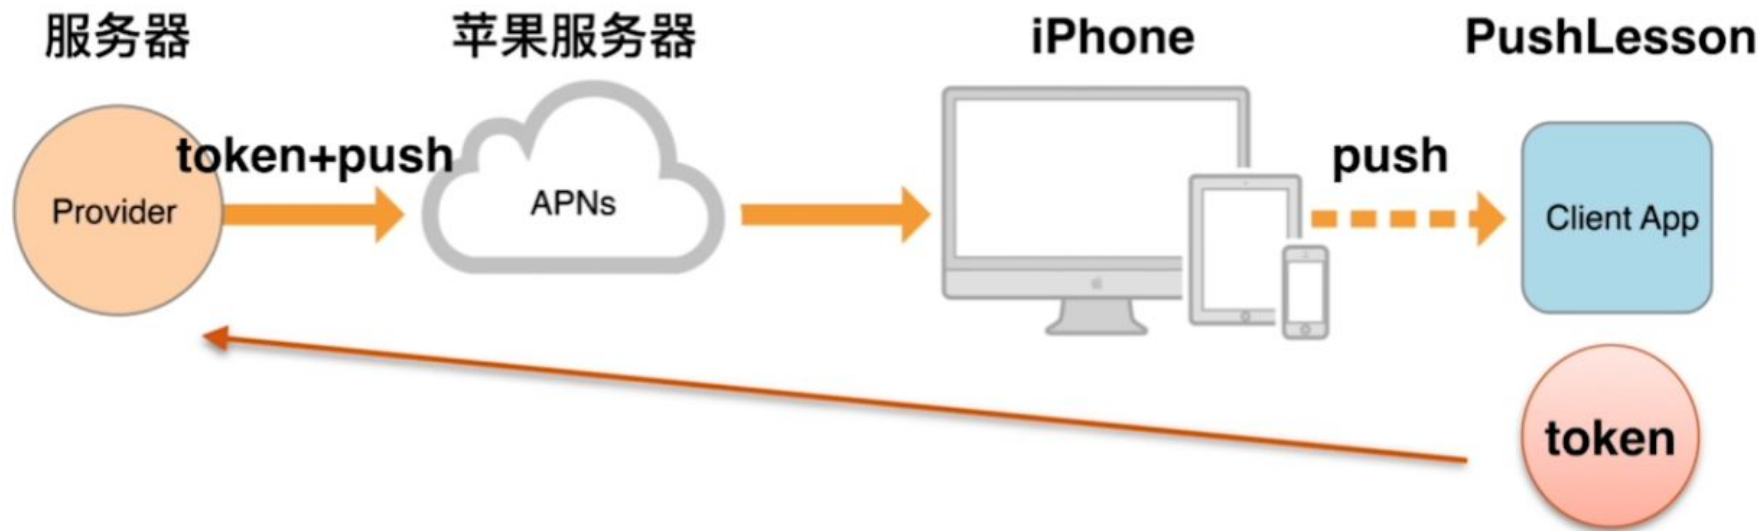 服务器
苹果服务器
iPhone
PushLesson
token+push
push
Provider
APNs
Client App
token